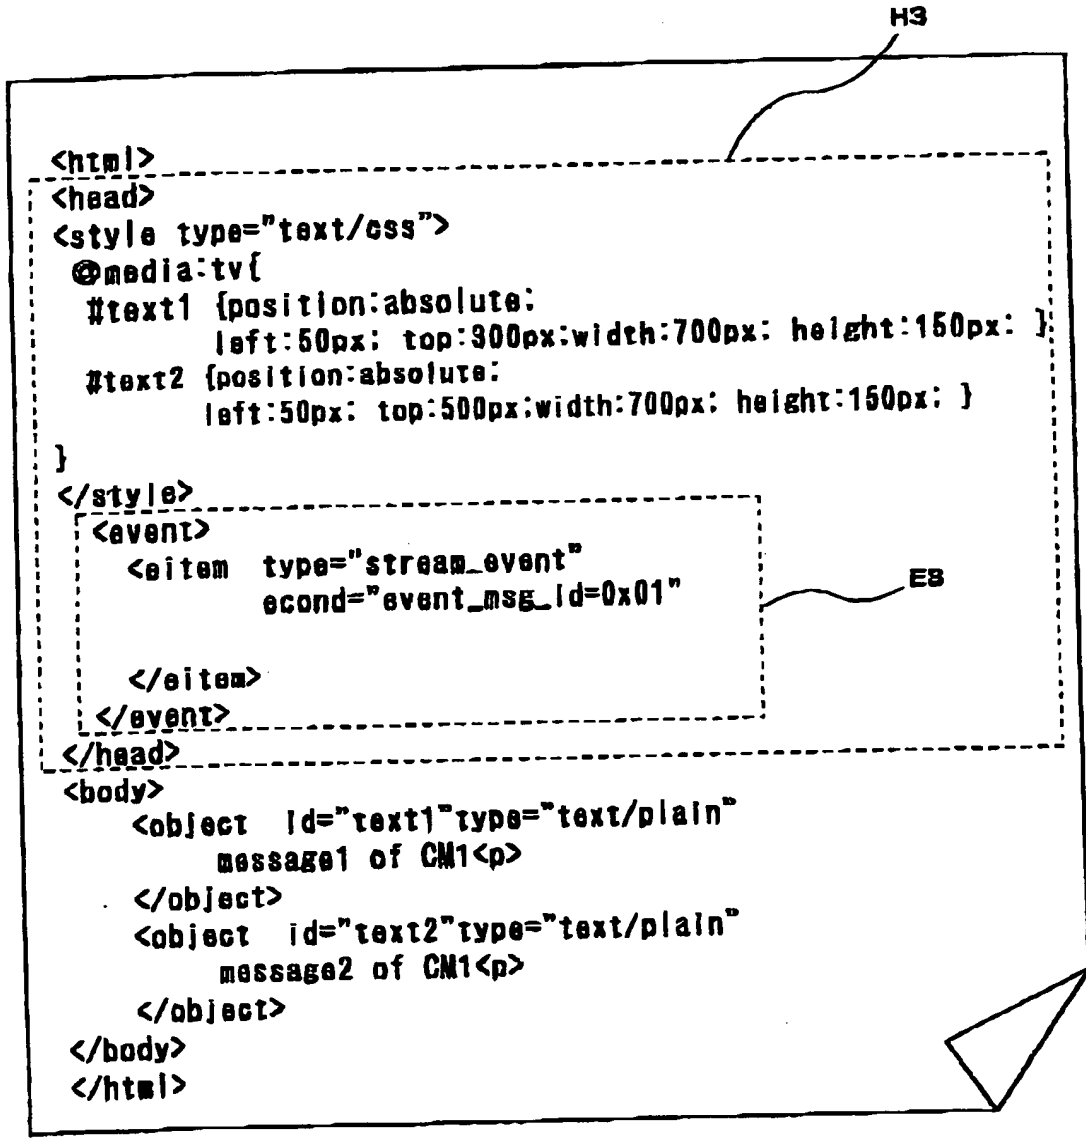 H3
<html>
<head>
<style type="text/css">
@media:tv{
#text1 {position:absolute;
left:50px; top:300px;width:700px; height:150px; }
#text2 {position:absolute;
left:50px; top:500px;width:700px; height:150px; }
}
</style>
<event>
<eitem type="stream_event"
econd="event_msg_id=0x01"
E3
</eitem>
</event>
</head>
<body>
<object id="text1"type="text/plain"
message1 of CM1<p>
</object>
<object id="text2"type="text/plain"
message2 of CM1<p>
</object>
</body>
</html>